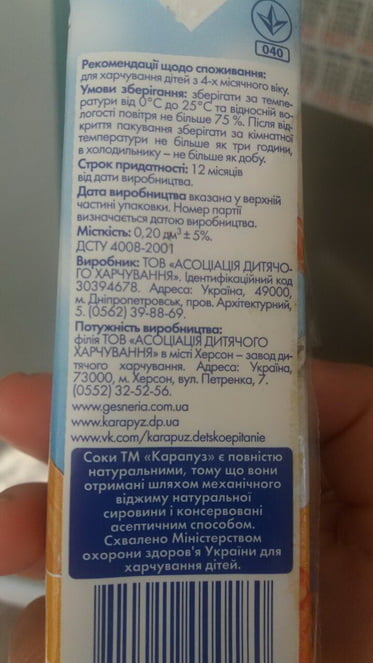 040
Рекомендації щодо споживання:
для харчування дітей з 4-х місячного віку.
Умови зберігання: зберігати за темпе-
ратури від 0°С до 25°С та відносній во-
логості повітря не більше 75 %. Після від-
криття пакування зберігати за кімнатної
температури не більше як три години,
в холодильнику – не більше як добу.
Строк придатності: 12 місяців
від дати виробництва.
Дата виробництва вказана у верхній
частині упаковки. Номер партії
визначається датою виробництва.
Місткість: 0,20 дм³ ± 5%.
ДСТУ 4008-2001
Виробник: ТОВ «АСОЦІАЦІЯ ДИТЯЧО-
ГО ХАРЧУВАННЯ». Ідентифікаційний код
30394678. Адреса: Україна, 49000,
м. Дніпропетровськ, пров. Архітектурний,
5. (0562) 39-88-69.
Потужність виробництва:
філія ТОВ «АСОЦІАЦІЯ ДИТЯЧОГО
ХАРЧУВАННЯ» в місті Херсон – завод ди-
тячого харчування. Адреса: Україна,
73000, м. Херсон, вул. Петренка, 7.
(0552) 32-52-56.
www.gesneria.com.ua
www.karapyz.dp.ua
www.vk.com/karapuz.detskoepitanie
Соки ТМ «Карапуз» є повністю
натуральними, тому що вони
отримані шляхом механічного
віджиму натуральної
сировини і консервовані
асептичним способом.
Схвалено Міністерством
охорони здоров'я України для
харчування дітей.